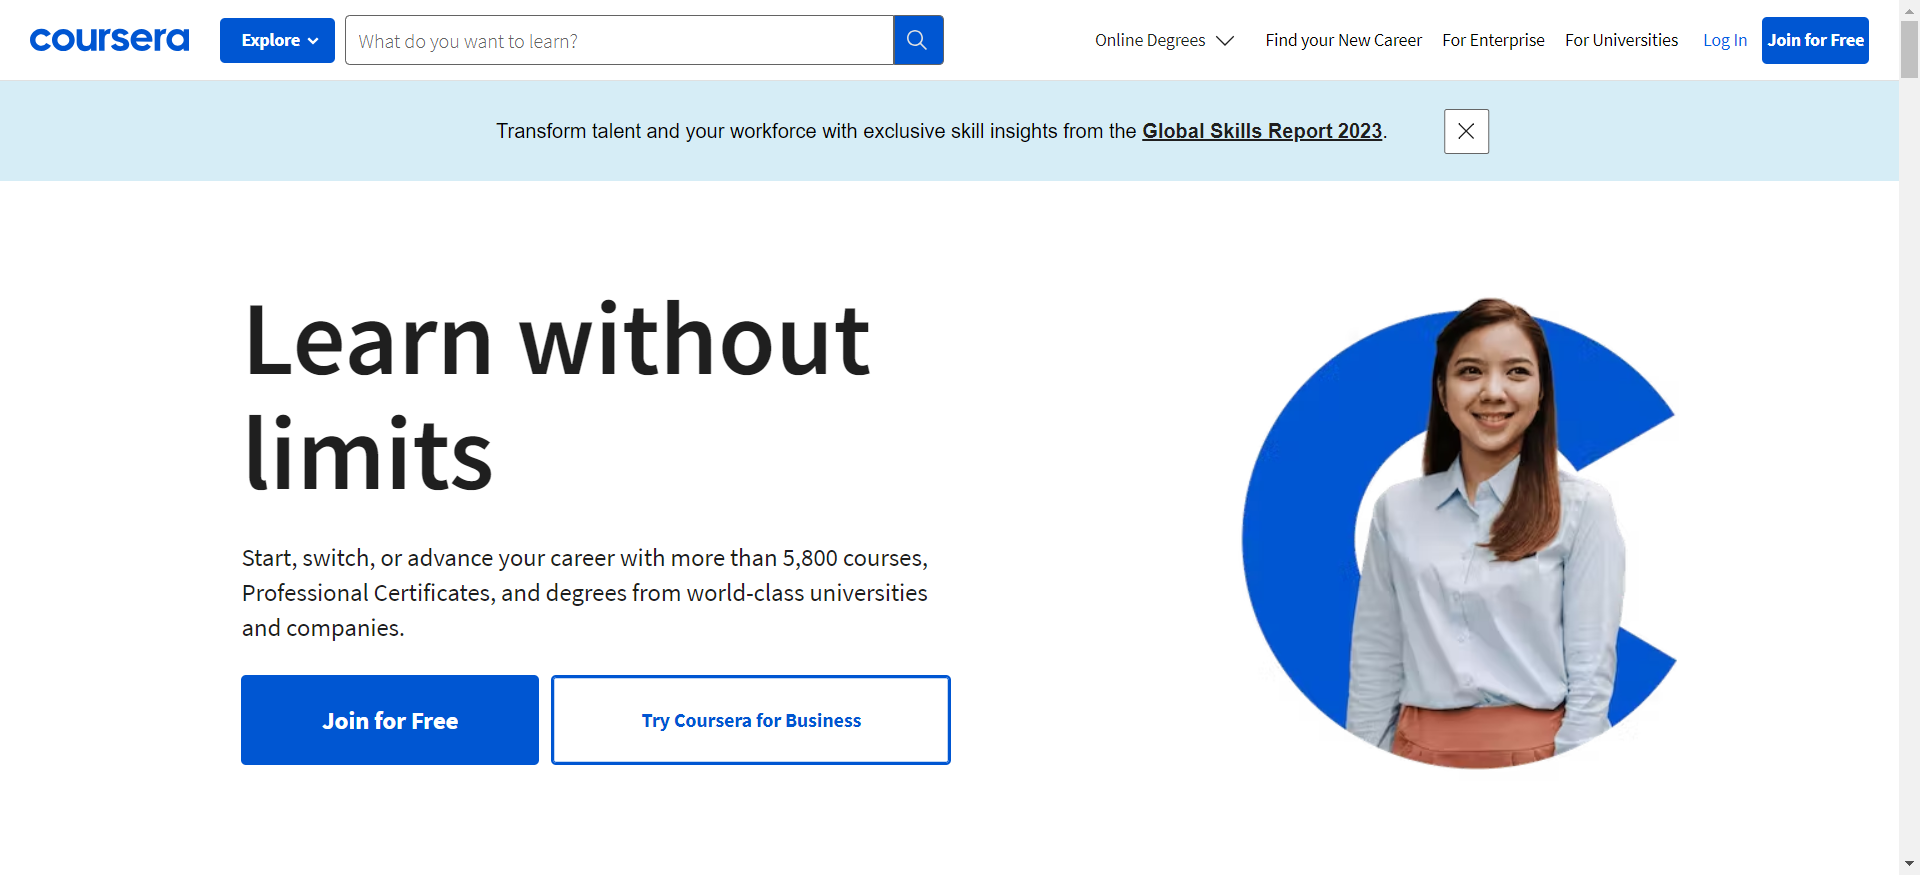 coursera
Explore
What do you want to learn?
Online Degrees
Find your New Career
For Enterprise
For Universities
Log In
Join for Free
Transform talent and your workforce with exclusive skill insights from the Global Skills Report 2023.
Learn without
limits
Start, switch, or advance your career with more than 5,800 courses,
Professional Certificates, and degrees from world-class universities
and companies.
Join for Free
Try Coursera for Business